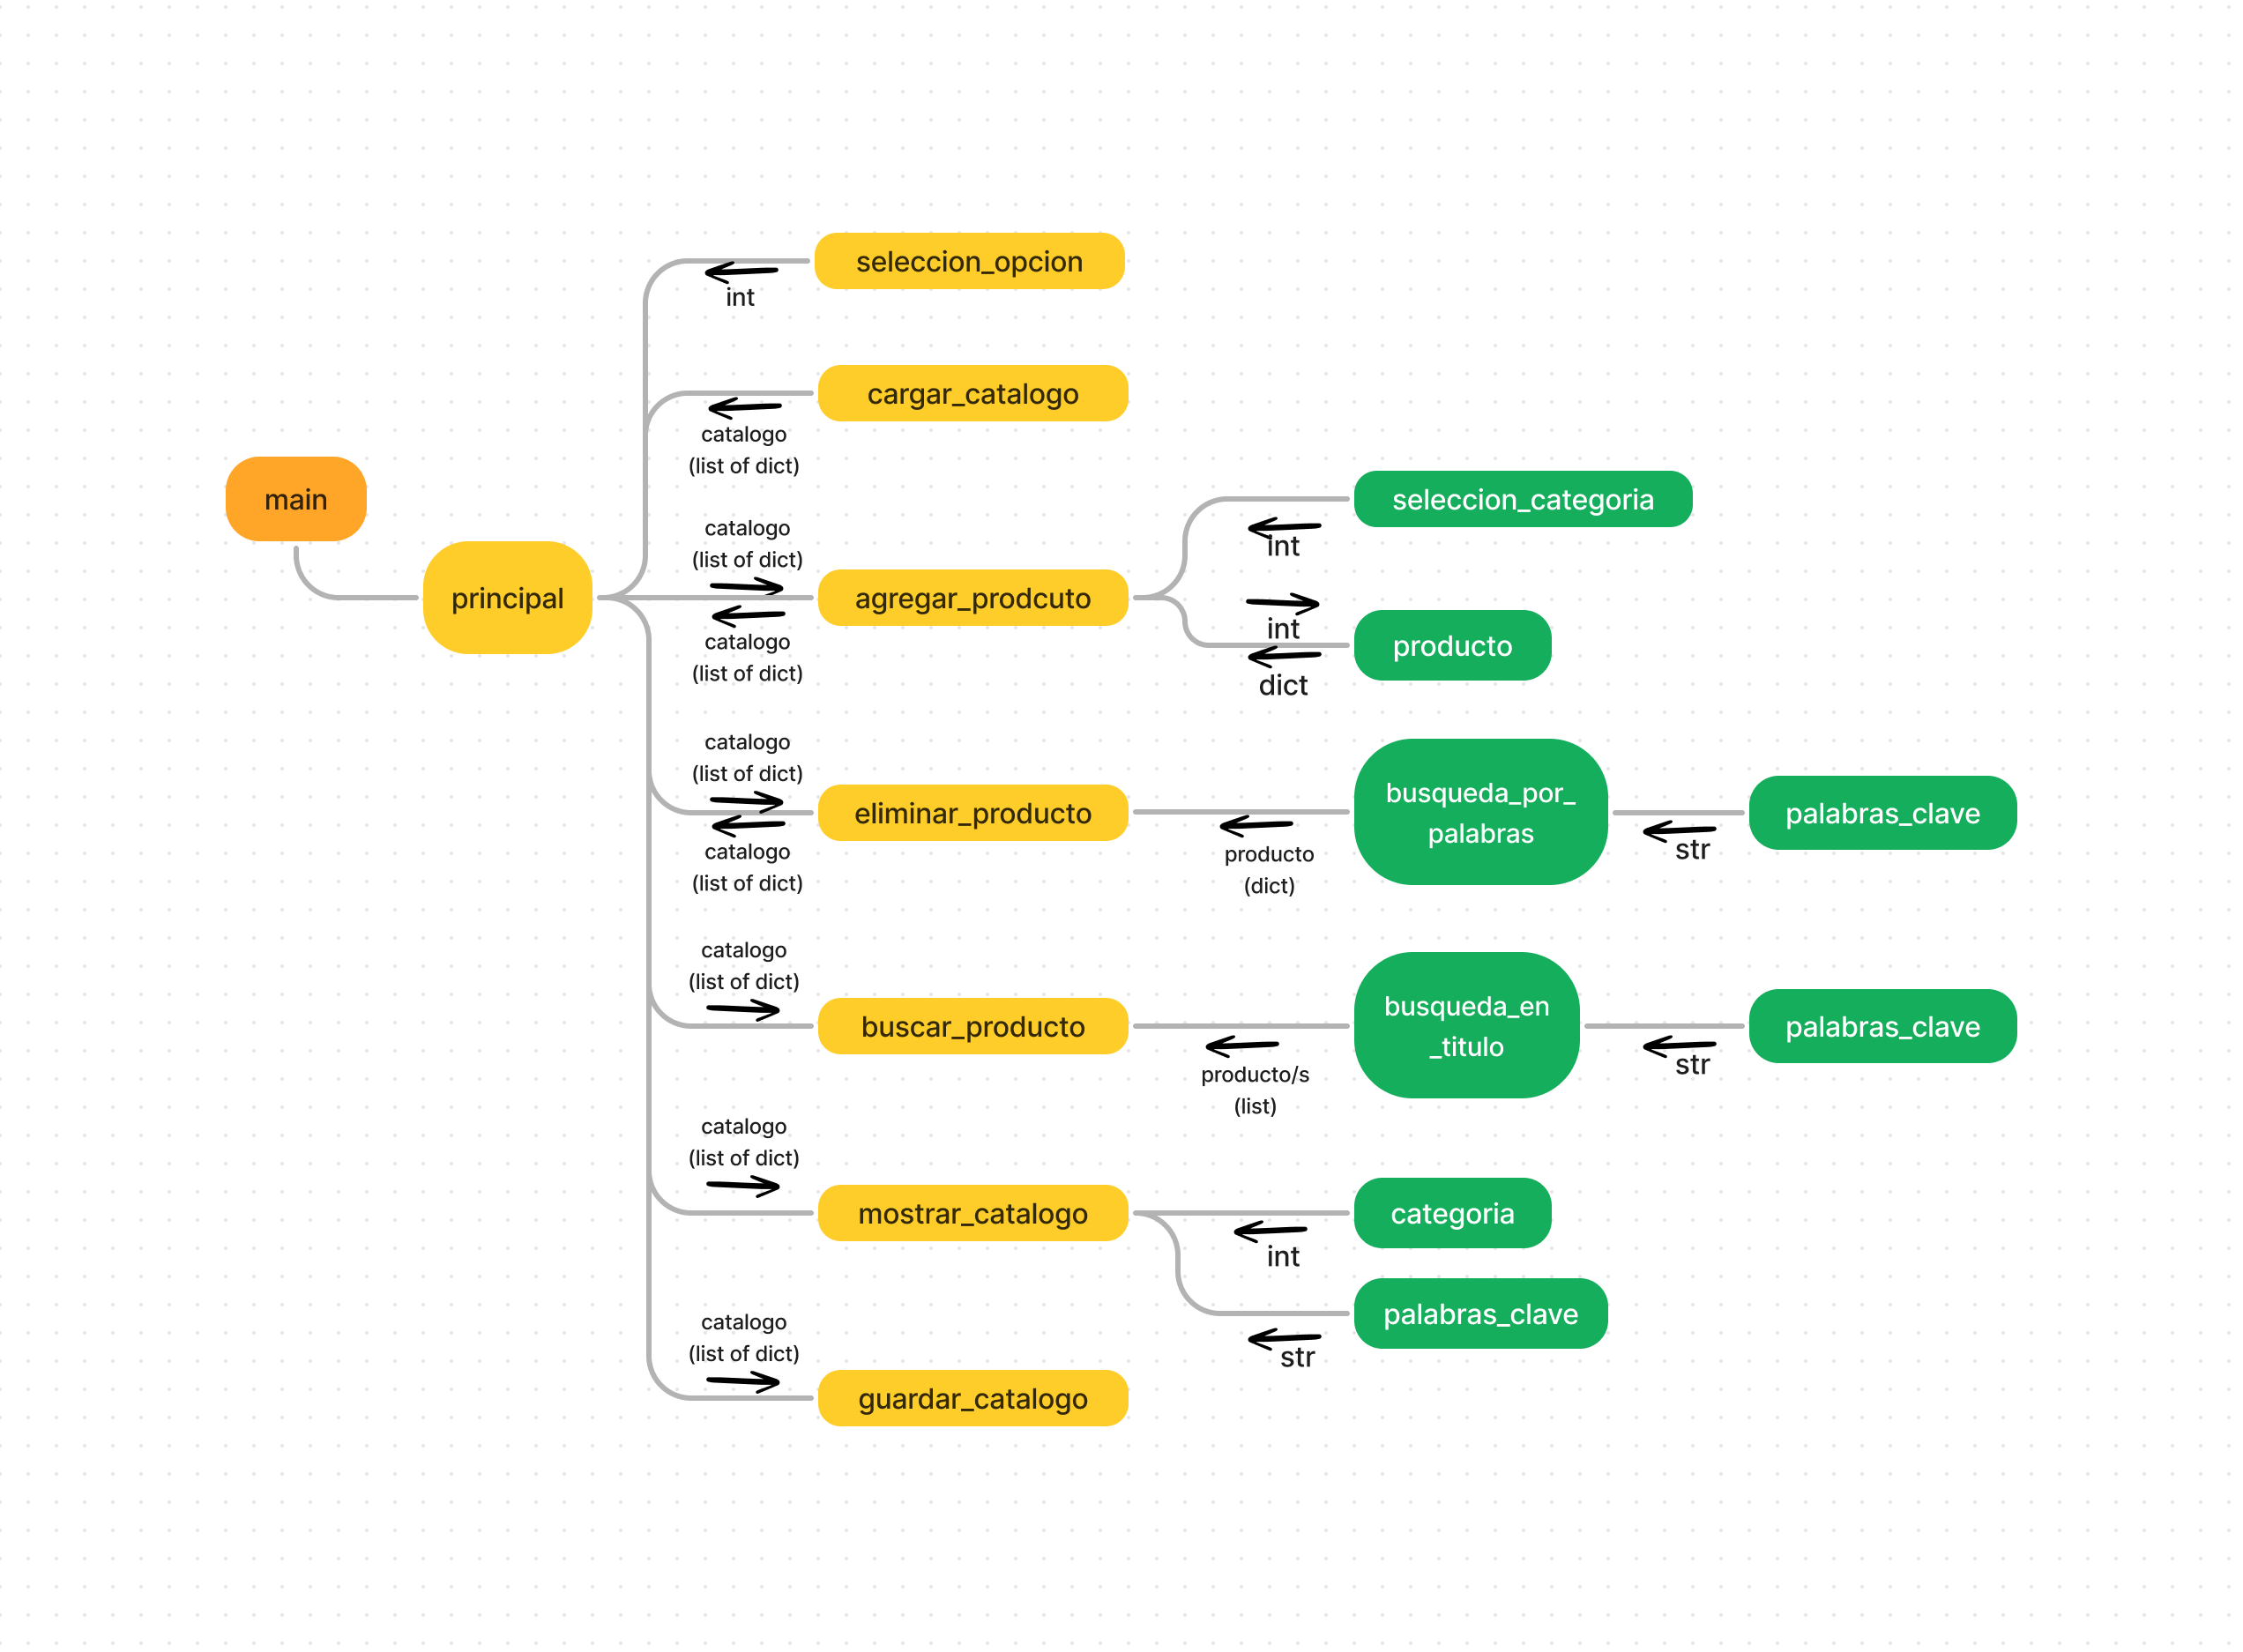 main
principal
seleccion_opcion
int
cargar_catalogo
catalogo
(list of dict)
catalogo
(list of dict)
agregar_prodcuto
catalogo
(list of dict)
seleccion_categoria
int
int
producto
dict
catalogo
(list of dict)
eliminar_producto
catalogo
(list of dict)
producto
(dict)
busqueda_por_
palabras
palabras_clave
str
catalogo
(list of dict)
buscar_producto
producto/s
(list)
busqueda_en
_titulo
palabras_clave
str
catalogo
(list of dict)
mostrar_catalogo
categoria
int
palabras_clave
str
catalogo
(list of dict)
guardar_catalogo